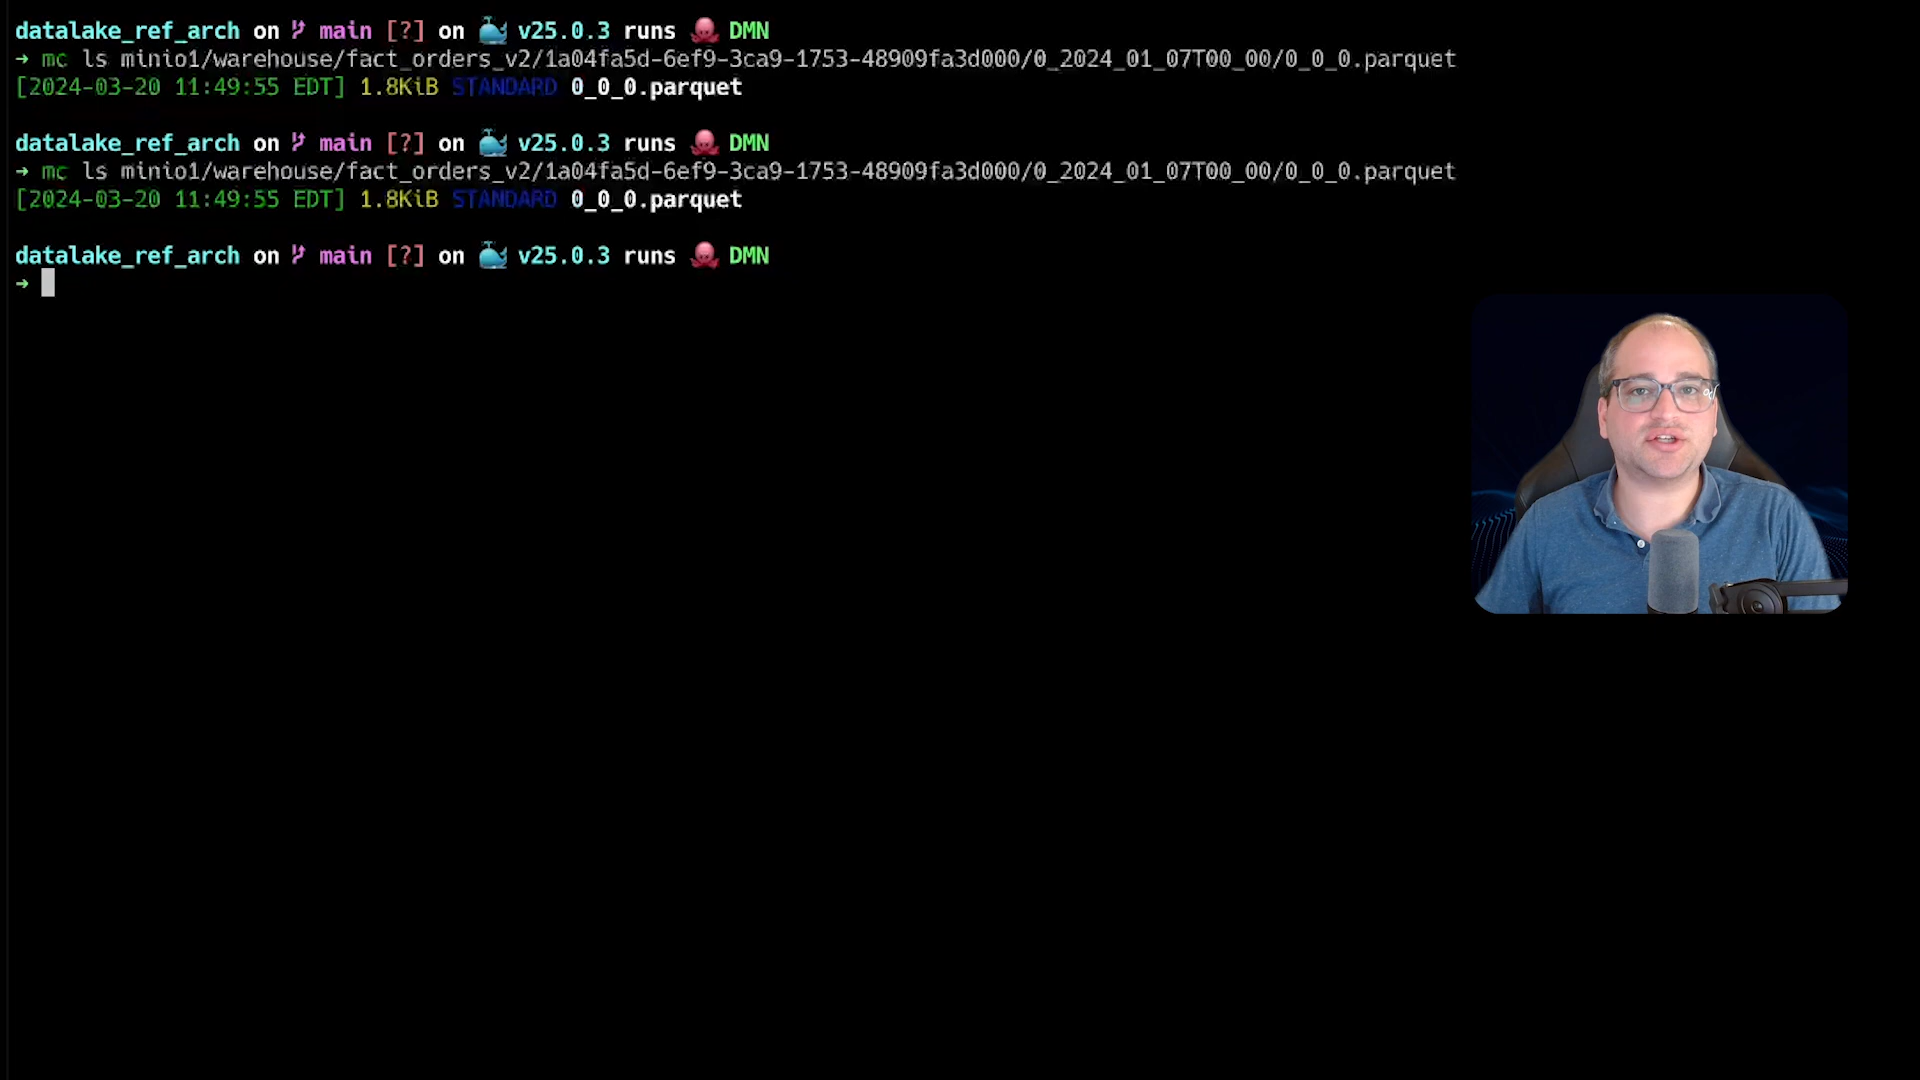 datalake_ref_arch on main [?] on v25.0.3 runs DMN
→ mc ls minio1/warehouse/fact_orders_v2/1a04fa5d-6ef9-3ca9-1753-48909fa3d000/0_2024_01_07T00_00/0_0_0.parquet
[2024-03-20 11:49:55 EDT] 1.8KiB STANDARD 0_0_0.parquet
datalake_ref_arch on main [?] on v25.0.3 runs DMN
→ mc ls minio1/warehouse/fact_orders_v2/1a04fa5d-6ef9-3ca9-1753-48909fa3d000/0_2024_01_07T00_00/0_0_0.parquet
[2024-03-20 11:49:55 EDT] 1.8KiB STANDARD 0_0_0.parquet
datalake_ref_arch on main [?] on v25.0.3 runs DMN
→